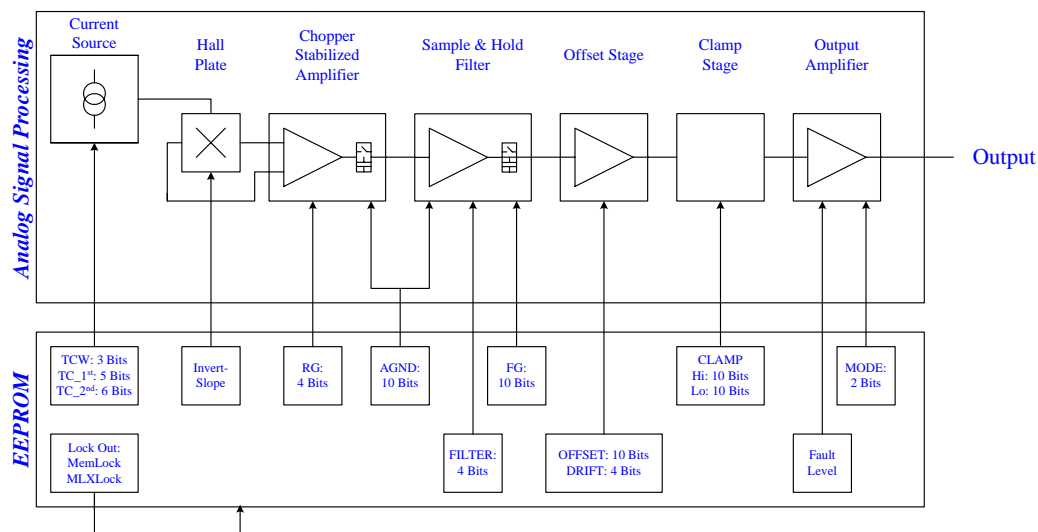 Current
Source
Hall
Plate
Chopper
Stabilized
Amplifier
Sample & Hold
Filter
Offset Stage
Clamp
Stage
Output
Amplifier
Analog Signal Processing
Output
EEPROM
TCW: 3 Bits
TC_1st: 5 Bits
TC_2nd: 6 Bits
Invert-
Slope
RG:
4 Bits
AGND:
10 Bits
FG:
10 Bits
CLAMP
Hi: 10 Bits
Lo: 10 Bits
MODE:
2 Bits
Lock Out:
MemLock
MLXLock
FILTER:
4 Bits
OFFSET: 10 Bits
DRIFT: 4 Bits
Fault
Level